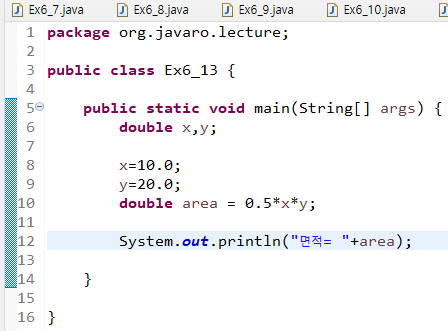 Ex6_7.java Ex6_8.java Ex6_9.java Ex6_10.java
1 package org.javaro.lecture;
2
3 public class Ex6_13 {
4
5 public static void main(String[] args) {
6 double x,y;
7
8 x=10.0;
9 y=20.0;
10 double area = 0.5*x*y;
11
12 System.out.println("면적= "+area);
13
14 }
15
16 }